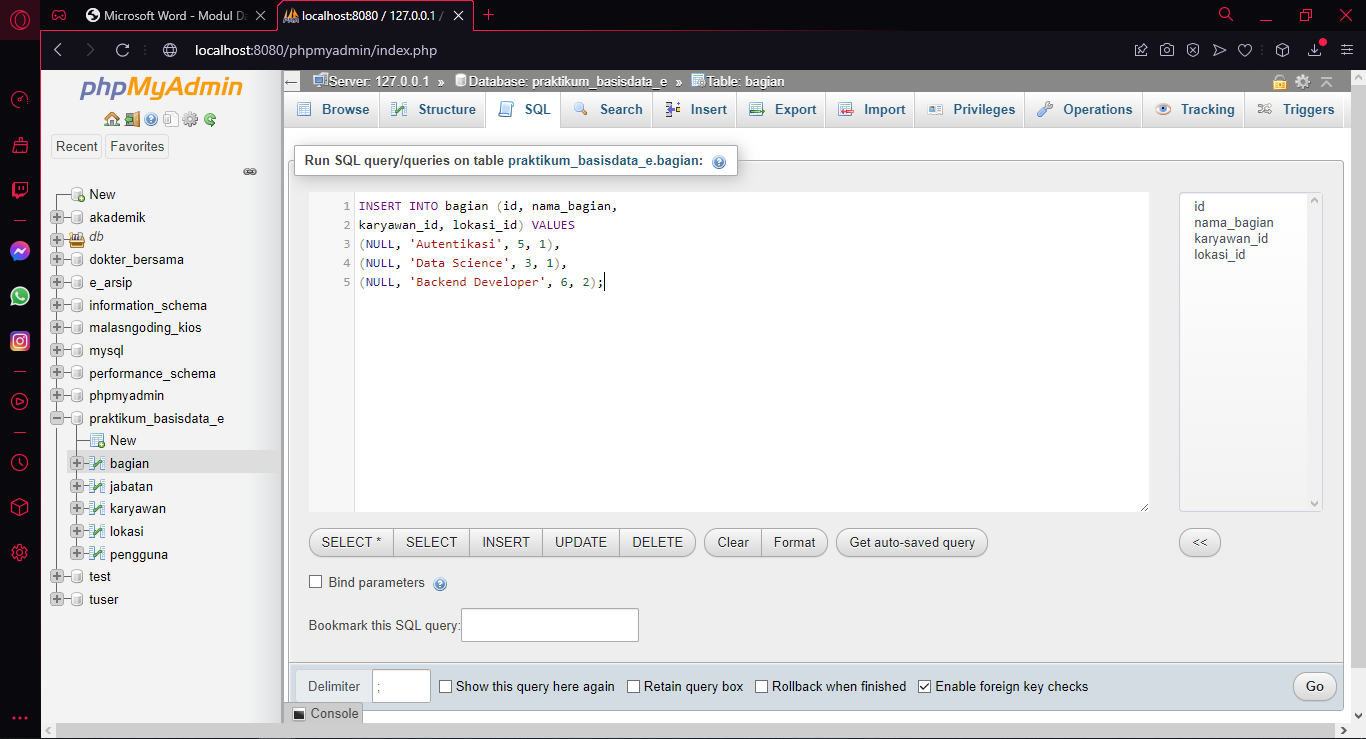 Microsoft Word - Modul Da
localhost:8080 / 127.0.0.1 /
localhost:8080/phpmyadmin/index.php
phpMyAdmin
Recent Favorites
New
akademik
db
dokter_bersama
e_arsip
information_schema
malasngoding_kios
mysql
performance_schema
phpmyadmin
praktikum_basisdata_e
New
bagian
jabatan
karyawan
lokasi
pengguna
test
tuser
Server: 127.0.0.1 » Database: praktikum_basisdata_e » Table: bagian
Browse Structure SQL Search Insert Export Import Privileges Operations Tracking Triggers
Run SQL query/queries on table praktikum_basisdata_e.bagian:
1 INSERT INTO bagian (id, nama_bagian,
2 karyawan_id, lokasi_id) VALUES
3 (NULL, 'Autentikasi', 5, 1),
4 (NULL, 'Data Science', 3, 1),
5 (NULL, 'Backend Developer', 6, 2);
id
nama_bagian
karyawan_id
lokasi_id
SELECT * SELECT INSERT UPDATE DELETE Clear Format Get auto-saved query <<
Bind parameters
Bookmark this SQL query:
Delimiter ; Show this query here again Retain query box Rollback when finished Enable foreign key checks Go
Console